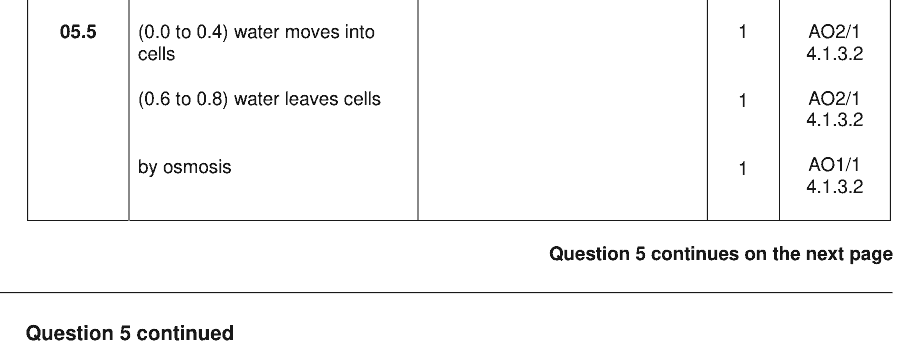 05.5 (0.0 to 0.4) water moves into 1 AO2/1
cells 4.1.3.2
(0.6 to 0.8) water leaves cells 1 AO2/1
4.1.3.2
by osmosis 1 AO1/1
4.1.3.2
Question 5 continues on the next page
Question 5 continued